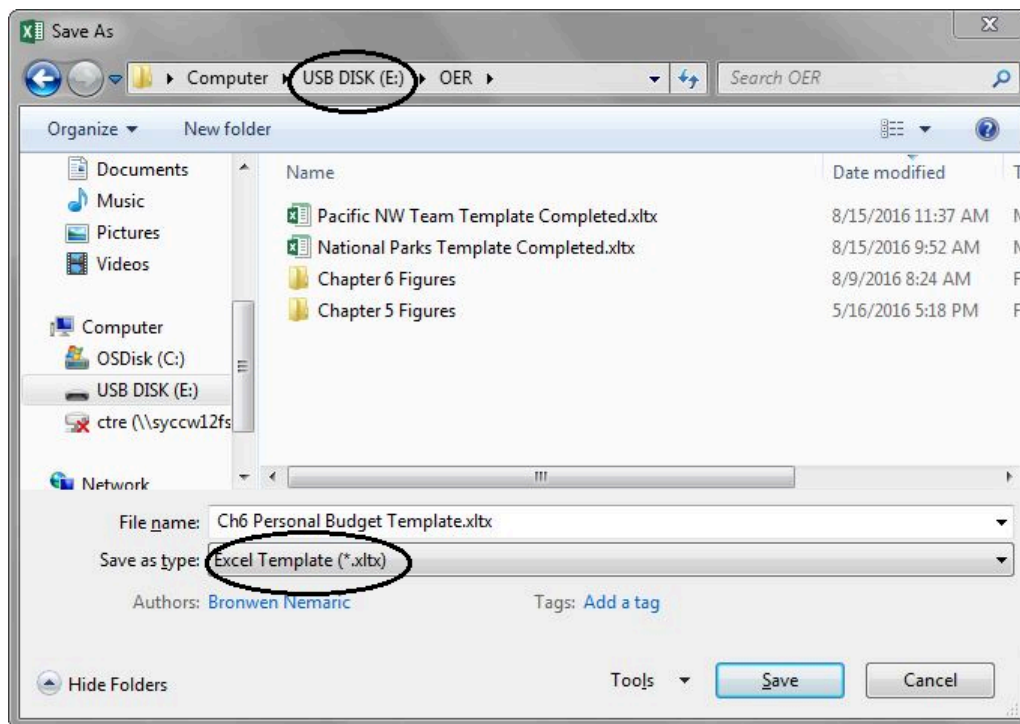 Save As
Computer USB DISK (E:) OER Search OER
Organize New folder
Documents
Music
Pictures
Videos
Computer
OSDisk (C:)
USB DISK (E:)
ctre (\\syccw12fs
Network
Name Date modified T
Pacific NW Team Template Completed.xltx 8/15/2016 11:37 AM M
National Parks Template Completed.xltx 8/15/2016 9:52 AM M
Chapter 6 Figures 8/9/2016 8:24 AM F
Chapter 5 Figures 5/16/2016 5:18 PM F
File name: Ch6 Personal Budget Template.xltx
Save as type: Excel Template (*.xltx)
Authors: Bronwen Nemaric Tags: Add a tag
Hide Folders Tools Save Cancel